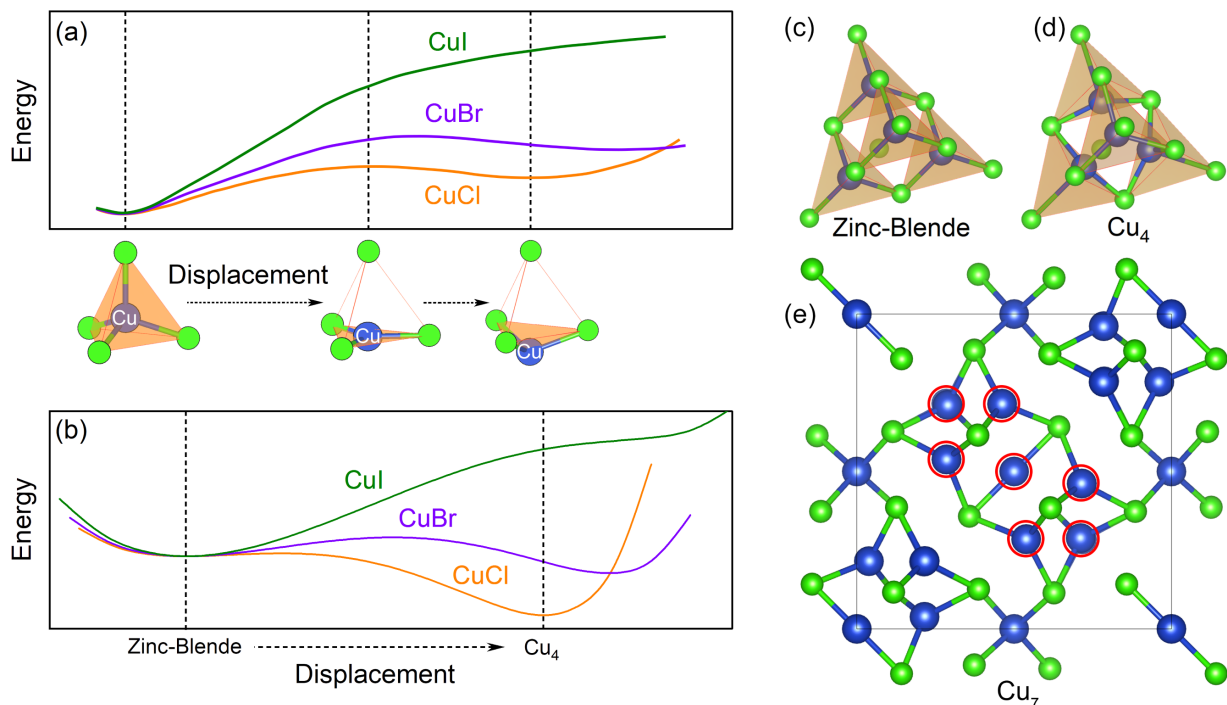 (a)
CuI
CuBr
CuCl
Energy
Displacement
Cu
Cu
Cu
(b)
CuI
CuBr
CuCl
Energy
Zinc-Blende
Cu₄
Displacement
(c)
(d)
Zinc-Blende
Cu₄
(e)
Cu₇